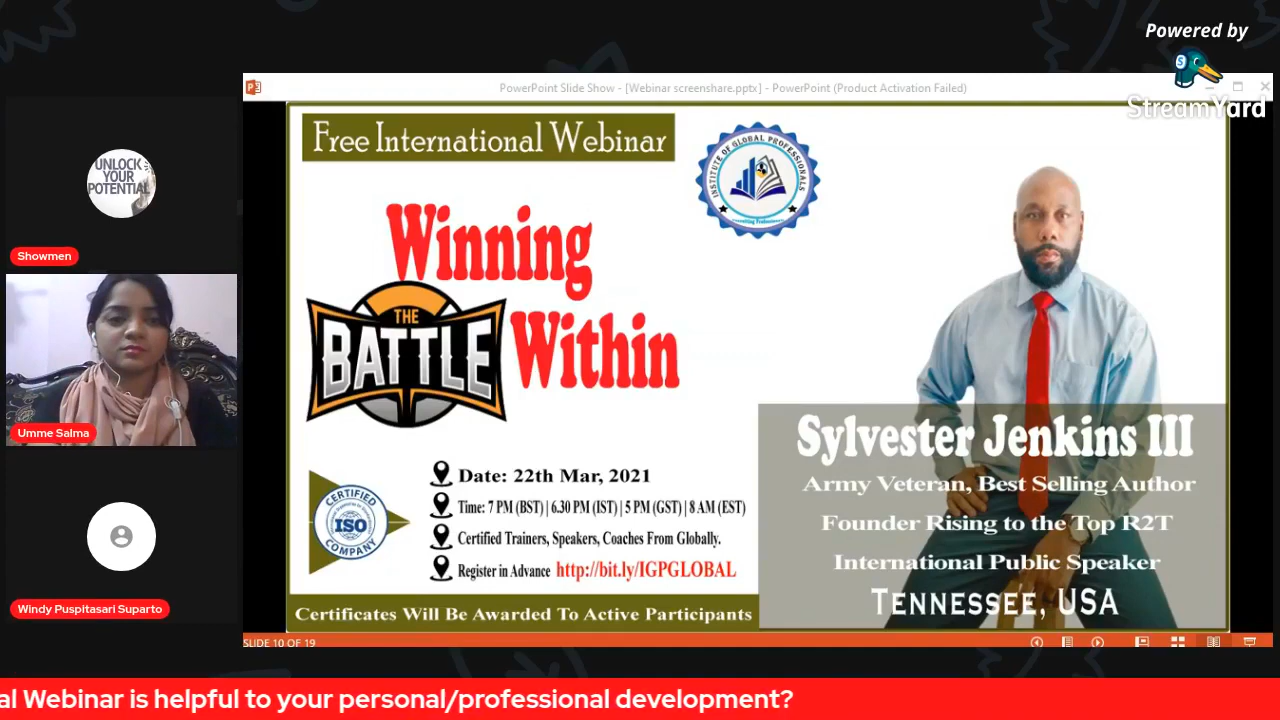 Powered by
StreamYard
PowerPoint Slide Show - [Webinar screenshare.pptx] - PowerPoint (Product Activation Failed)
Free International Webinar
INSTITUTE OF GLOBAL PROFESSIONALS
Winning
THE
BATTLE
Within
UNLOCK
YOUR
POTENTIAL
Showmen
Umme Salma
Windy Puspitasari Suparto
Sylvester Jenkins III
Army Veteran, Best Selling Author
Founder Rising to the Top R2T
International Public Speaker
TENNESSEE, USA
CERTIFIED
ISO
COMPANY
Date: 22th Mar, 2021
Time: 7 PM (BST) | 6.30 PM (IST) | 5 PM (GST) | 8 AM (EST)
Certified Trainers, Speakers, Coaches From Globally.
Register in Advance http://bit.ly/IGPGLOBAL
Certificates Will Be Awarded To Active Participants
SLIDE 10 OF 19
al Webinar is helpful to your personal/professional development?